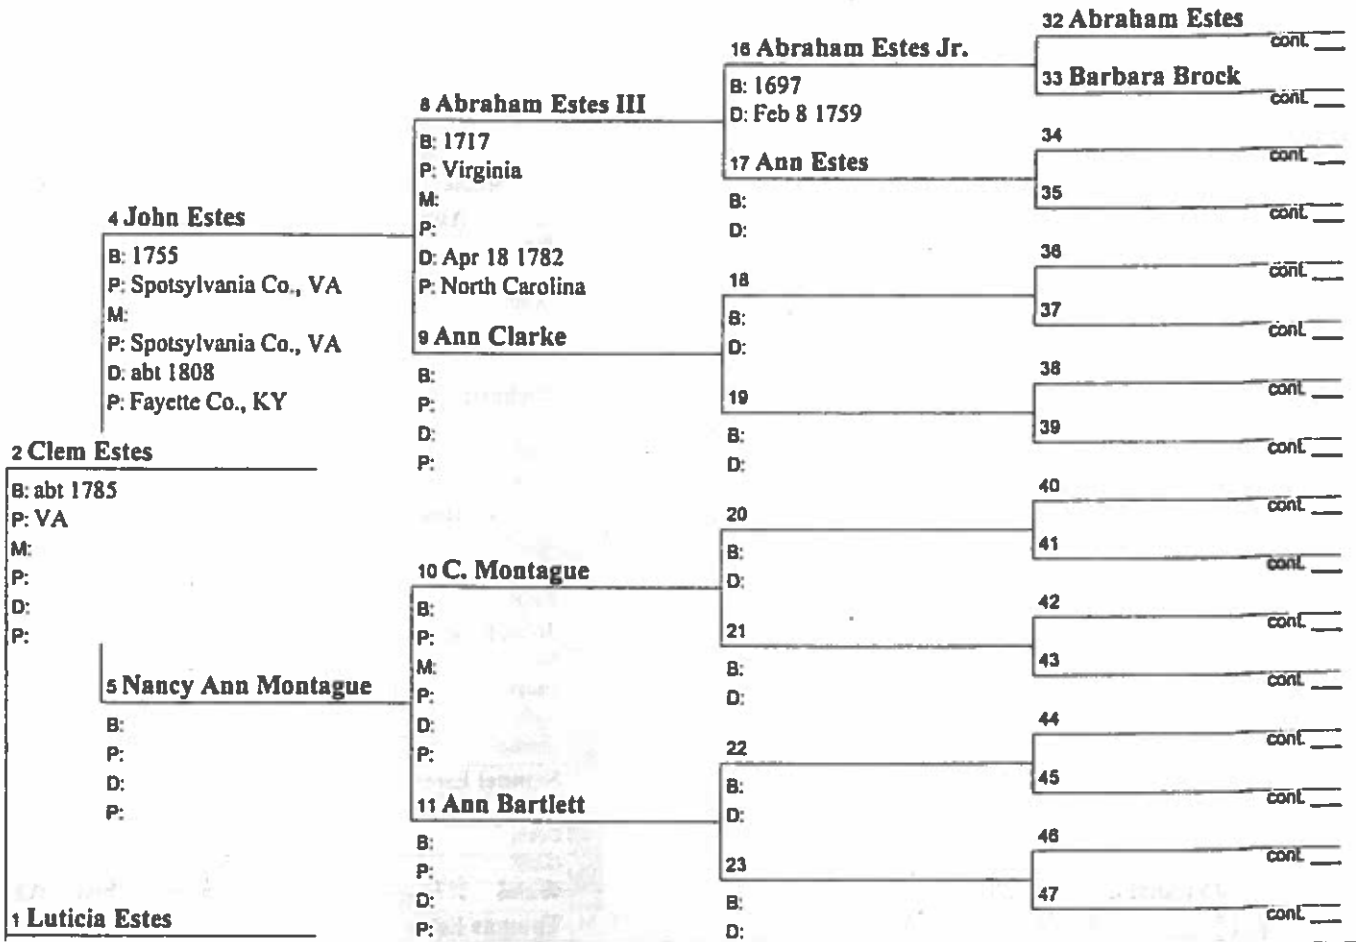 32 Abraham Estes
cont.
33 Barbara Brock
cont.
16 Abraham Estes Jr.
B: 1697
D: Feb 8 1759
34
cont.
17 Ann Estes
35
cont.
B:
D:
8 Abraham Estes III
B: 1717
P: Virginia
M:
P:
D: Apr 18 1782
P: North Carolina
36
cont.
18
37
cont.
B:
D:
9 Ann Clarke
B:
P:
D:
P:
38
cont.
19
39
cont.
B:
D:
4 John Estes
B: 1755
P: Spotsylvania Co., VA
M:
P: Spotsylvania Co., VA
D: abt 1808
P: Fayette Co., KY
2 Clem Estes
B: abt 1785
P: VA
M:
P:
D:
P:
40
cont.
20
41
cont.
B:
D:
10 C. Montague
B:
P:
M:
P:
D:
P:
42
cont.
21
43
cont.
B:
D:
5 Nancy Ann Montague
B:
P:
D:
P:
44
cont.
22
45
cont.
B:
D:
11 Ann Bartlett
B:
P:
D:
P:
46
cont.
23
47
cont.
B:
D:
1 Luticia Estes